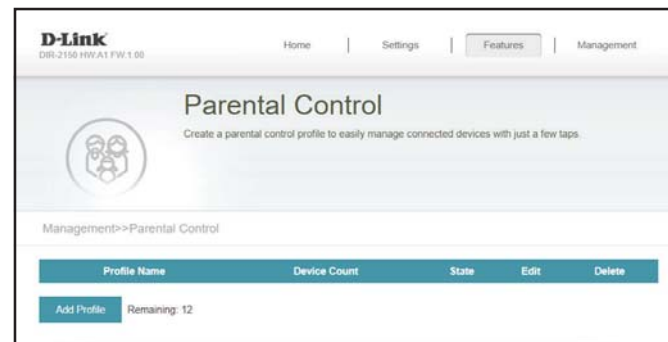 D-Link
DIR-2150 HW:A1 FW:1.00
Home | Settings | Features | Management
Parental Control
Create a parental control profile to easily manage connected devices with just a few taps.
Management>>Parental Control
Profile Name Device Count State Edit Delete
Add Profile Remaining: 12